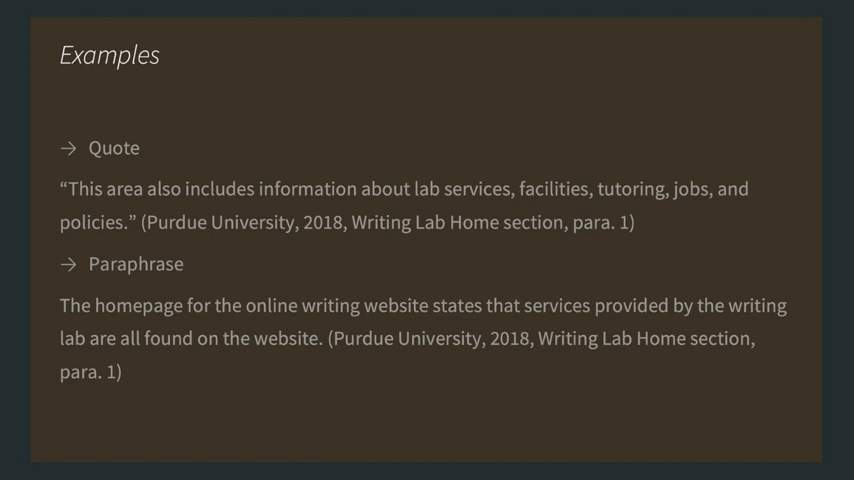 Examples
→ Quote
“This area also includes information about lab services, facilities, tutoring, jobs, and
policies.” (Purdue University, 2018, Writing Lab Home section, para. 1)
→ Paraphrase
The homepage for the online writing website states that services provided by the writing
lab are all found on the website. (Purdue University, 2018, Writing Lab Home section,
para. 1)